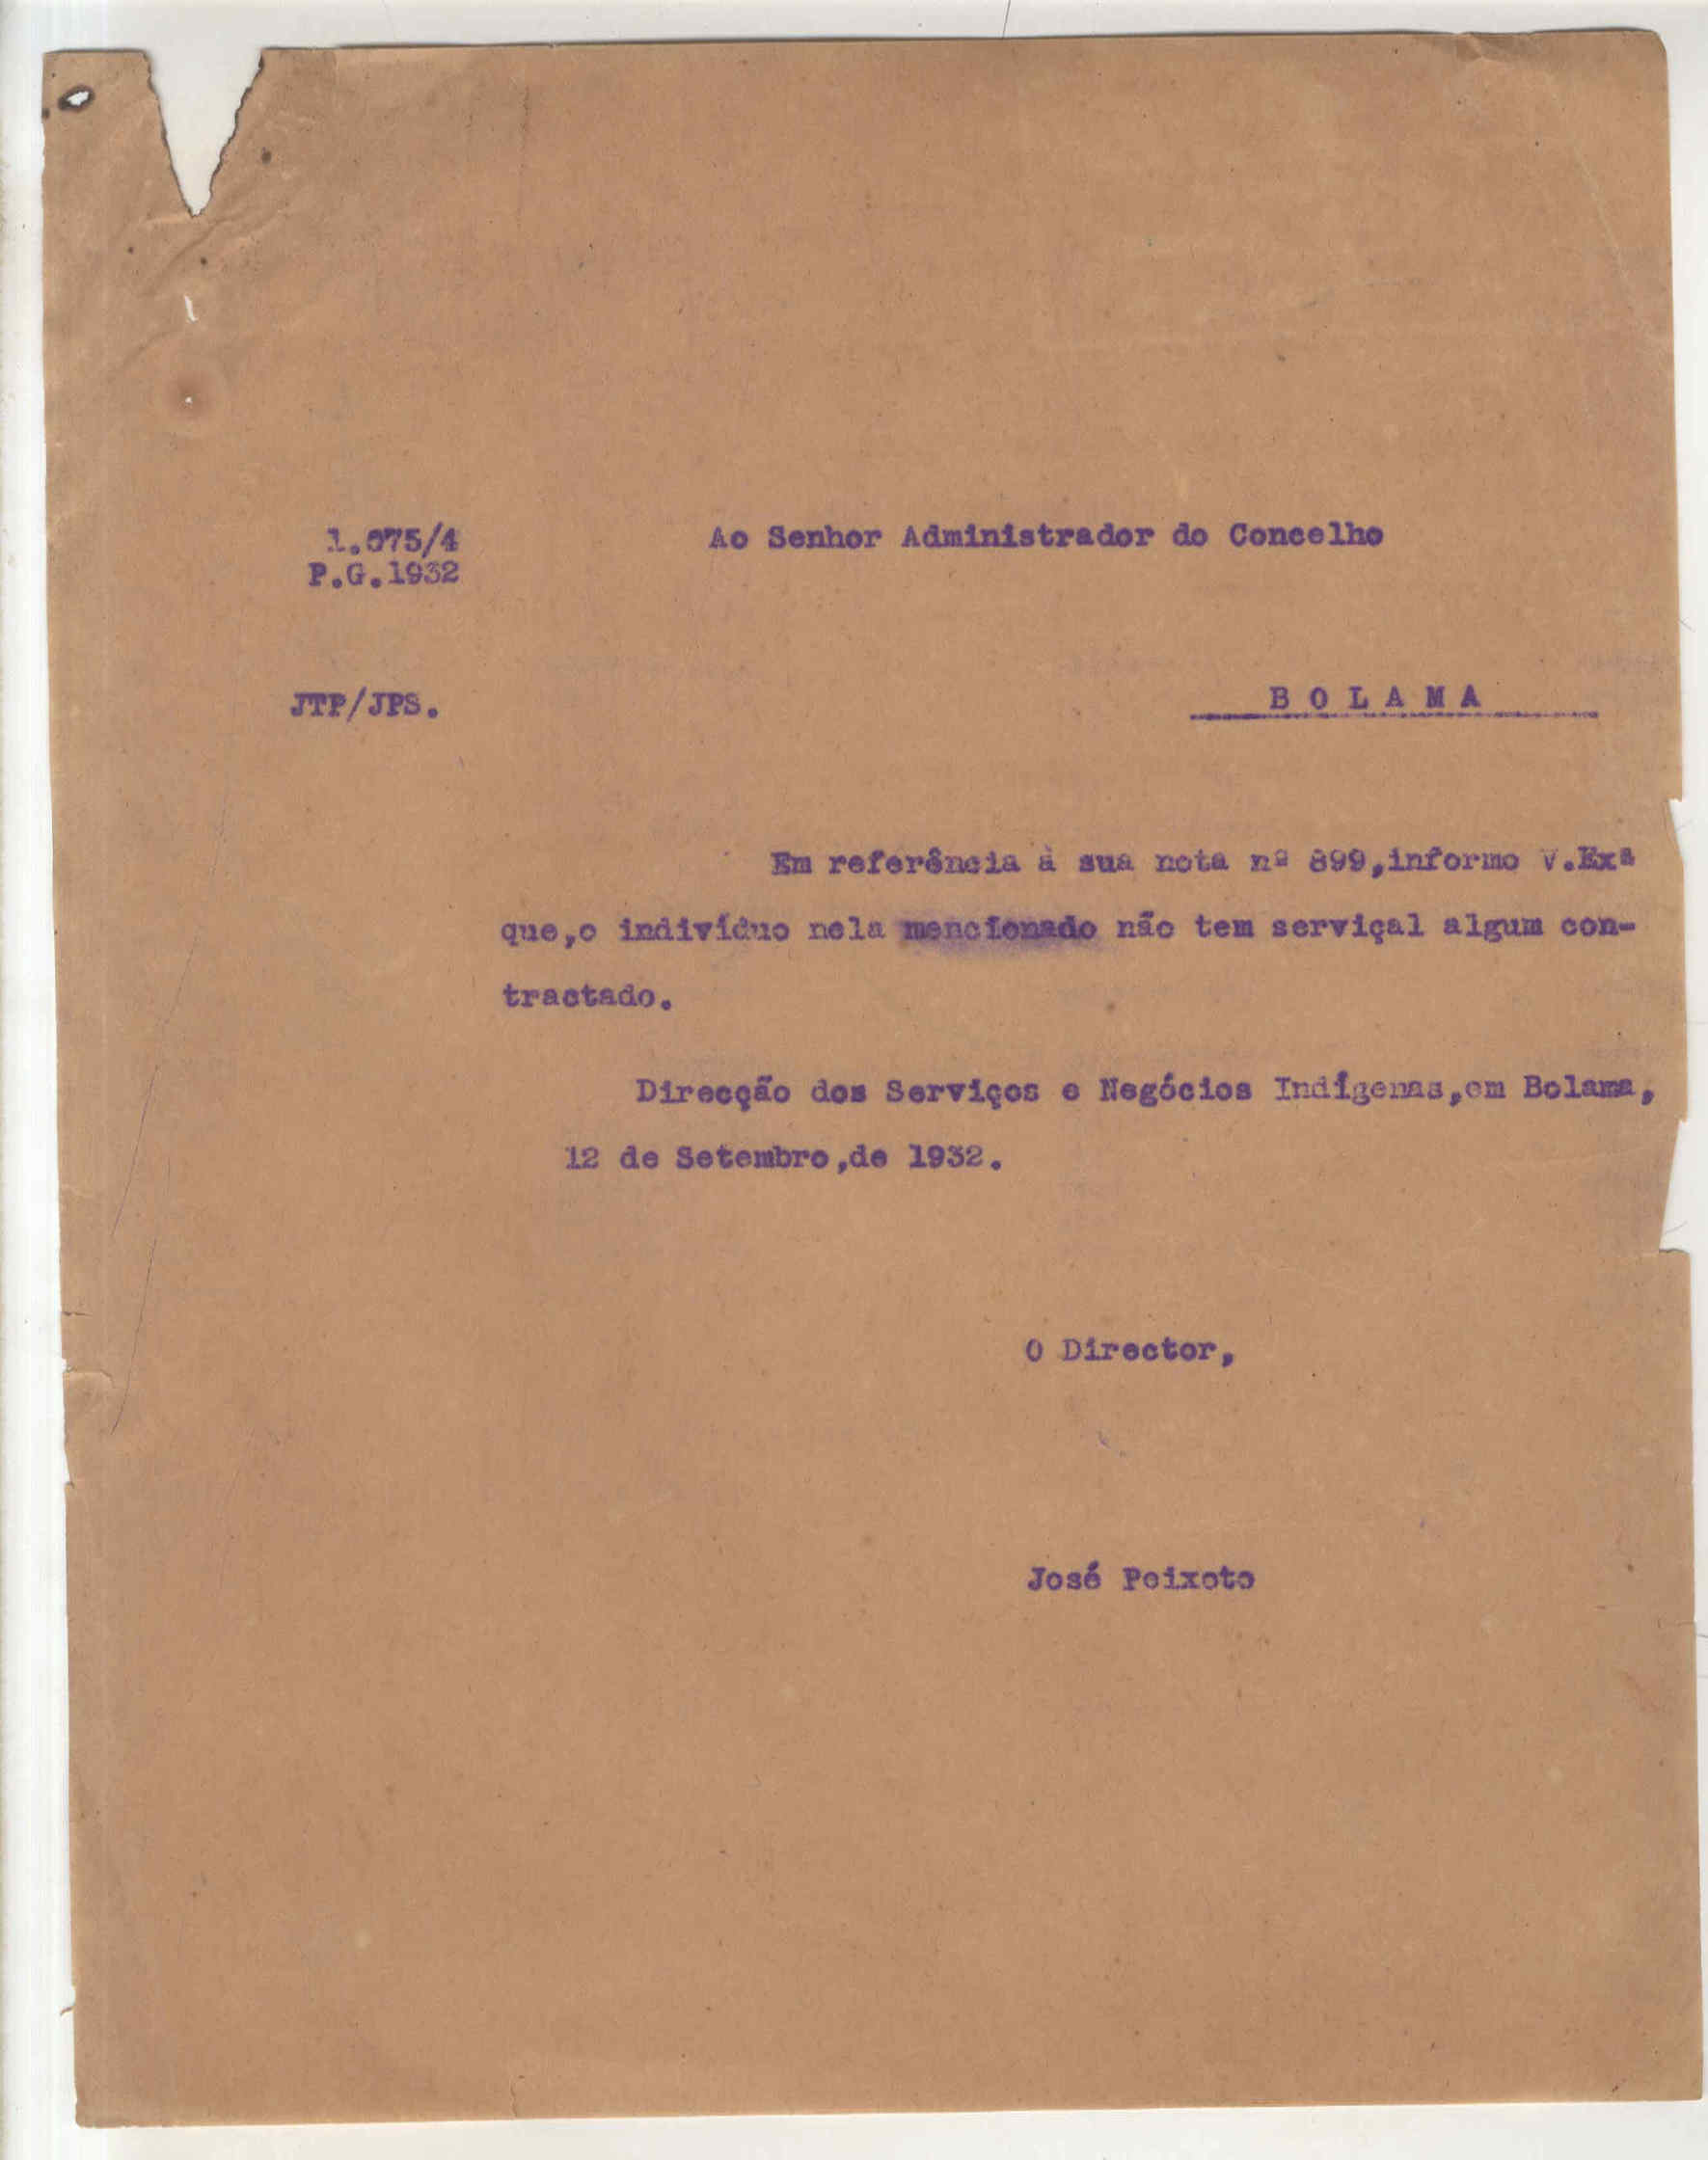 1.675/4
P.G.1932
Ao Senhor Administrador do Concelho
JTP/JPS.
B O L A M A
Em referência à sua nota nº 899,informo V.Exª
que,o indivíduo nela mencionado não tem serviçal algum con-
tractado.
Direcção dos Serviços e Negócios Indígenas,em Bolama,
12 de Setembro,de 1932.
O Director,
José Peixoto